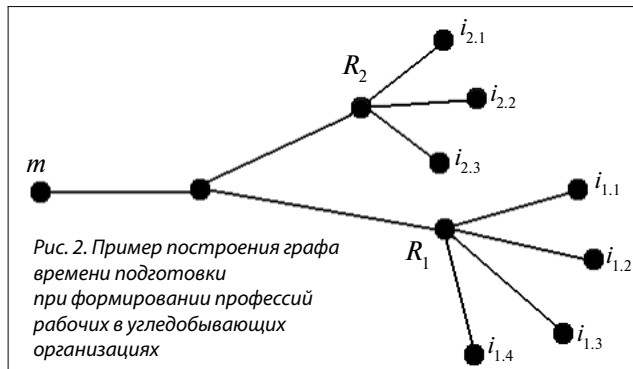 i2.1
R2
i2.2
i2.3
m
i1.1
R1
i1.2
i1.3
i1.4
Рис. 2. Пример построения графа
времени подготовки
при формировании профессий
рабочих в угледобывающих
организациях